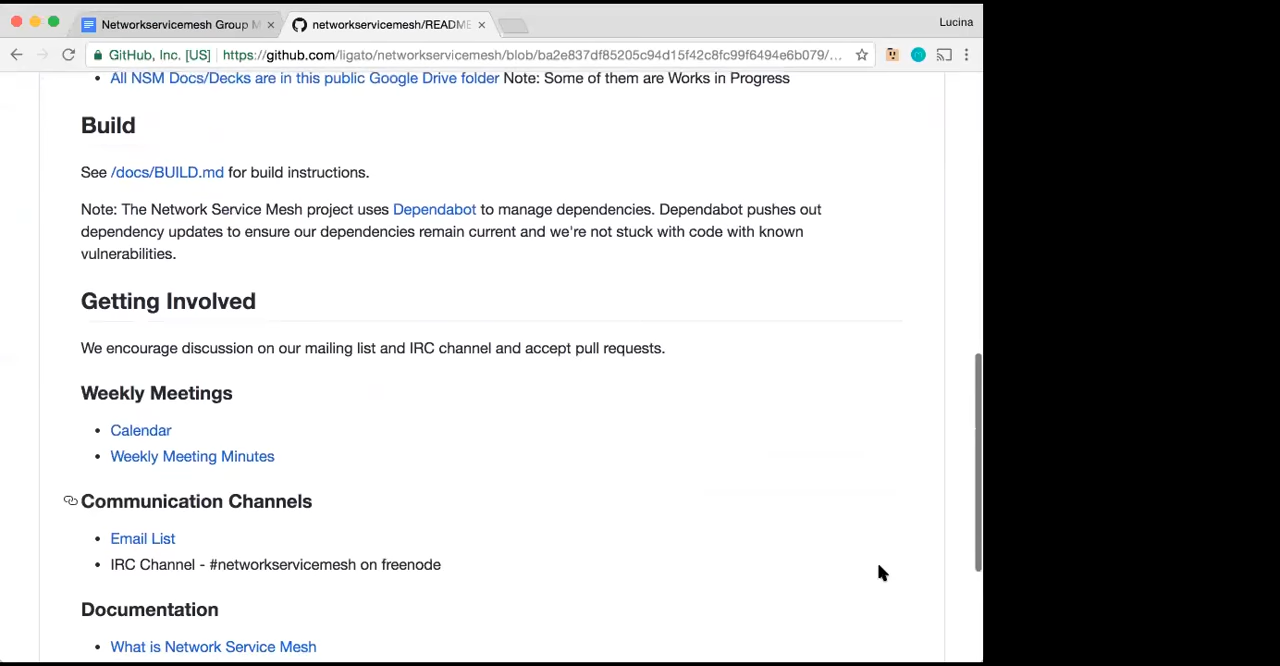 Networkservicemesh Group M
networkservicemesh/README
Lucina
GitHub, Inc. [US]
https://github.com/ligato/networkservicemesh/blob/ba2e837df85205c94d15f42c8fc99f6494e6b079/...
All NSM Docs/Decks are in this public Google Drive folder Note: Some of them are Works in Progress
Build
See /docs/BUILD.md for build instructions.
Note: The Network Service Mesh project uses Dependabot to manage dependencies. Dependabot pushes out
dependency updates to ensure our dependencies remain current and we're not stuck with code with known
vulnerabilities.
Getting Involved
We encourage discussion on our mailing list and IRC channel and accept pull requests.
Weekly Meetings
Calendar
Weekly Meeting Minutes
Communication Channels
Email List
IRC Channel - #networkservicemesh on freenode
Documentation
What is Network Service Mesh